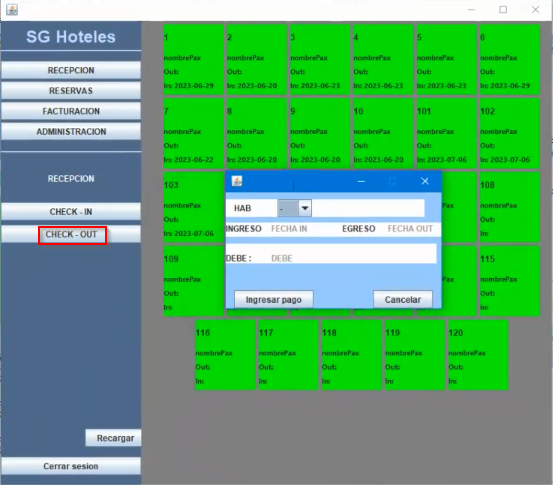 SG Hoteles
RECEPCION
RESERVAS
FACTURACION
ADMINISTRACION
RECEPCION
CHECK - IN
CHECK - OUT
Recargar
Cerrar sesion
1
nombrePax
Out:
In: 2023-06-29
2
nombrePax
Out:
In: 2023-06-20
3
nombrePax
Out:
In: 2023-06-23
4
nombrePax
Out:
In: 2023-06-23
5
nombrePax
Out:
In: 2023-06-23
6
nombrePax
Out:
In: 2023-06-29
7
nombrePax
Out:
In: 2023-06-22
8
nombrePax
Out:
In: 2023-06-20
9
nombrePax
Out:
In: 2023-06-20
10
nombrePax
Out:
In: 2023-06-20
101
nombrePax
Out:
In: 2023-07-06
102
nombrePax
Out:
In: 2023-07-06
103
nombrePax
Out:
In: 2023-07-06
Pax
108
nombrePax
Out:
In:
109
nombrePax
Out:
In:
Pax
115
nombrePax
Out:
In:
116
nombrePax
Out:
In:
117
nombrePax
Out:
In:
118
nombrePax
Out:
In:
119
nombrePax
Out:
In:
120
nombrePax
Out:
In:
HAB -
INGRESO FECHA IN EGRESO FECHA OUT
DEBE : DEBE
Ingresar pago Cancelar